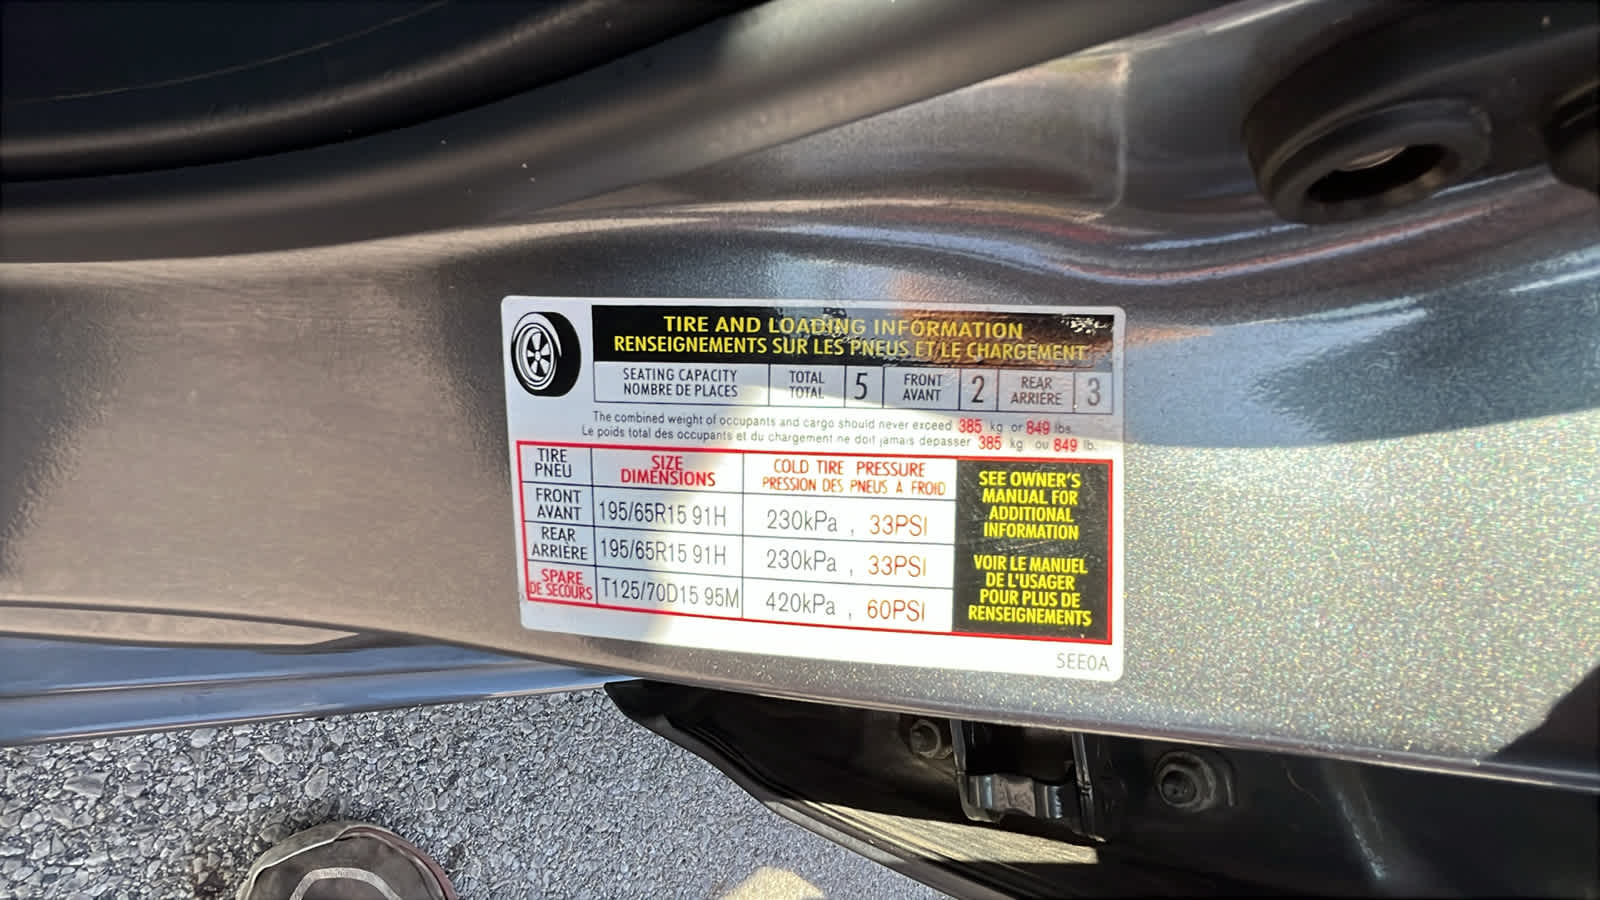 TIRE AND LOADING INFORMATION
RENSEIGNEMENTS SUR LES PNEUS ET LE CHARGEMENT
SEATING CAPACITY
NOMBRE DE PLACES
TOTAL
TOTAL
5
FRONT
AVANT
2
REAR
ARRIÈRE
3
The combined weight of occupants and cargo should never exceed 385 kg or 849 lbs.
Le poids total des occupants et du chargement ne doit jamais depasser 385 kg ou 849 lb.
TIRE
PNEU
SIZE
DIMENSIONS
COLD TIRE PRESSURE
PRESSION DES PNEUS A FROID
FRONT
AVANT
195/65R15 91H
230kPa , 33PSI
REAR
ARRIÈRE
195/65R15 91H
230kPa , 33PSI
SPARE
DE SECOURS
T125/70D15 95M
420kPa , 60PSI
SEE OWNER'S
MANUAL FOR
ADDITIONAL
INFORMATION
VOIR LE MANUEL
DE L'USAGER
POUR PLUS DE
RENSEIGNEMENTS
SEE0A